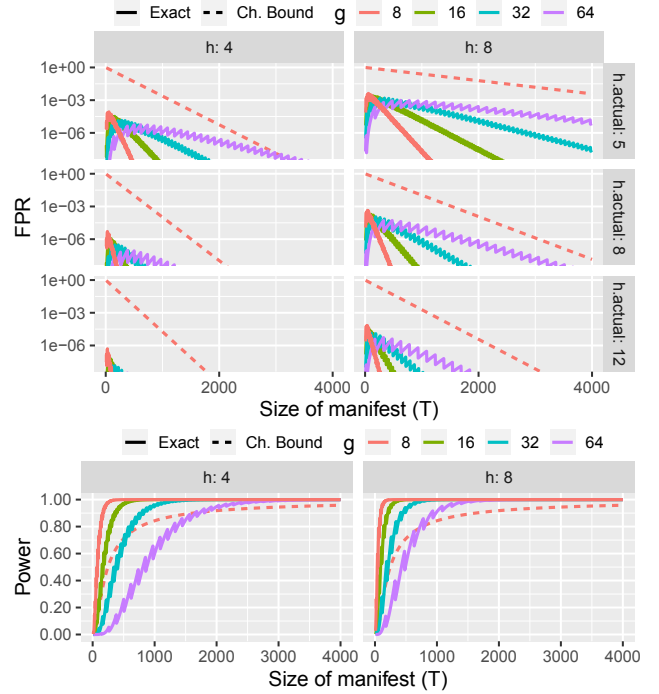 Exact Ch. Bound g 8 16 32 64
h: 4 h: 8
1e+00
1e−03
1e−06
h.actual: 5
1e+00
1e−03
1e−06
h.actual: 8
1e+00
1e−03
1e−06
h.actual: 12
FPR
0 2000 4000 0 2000 4000
Size of manifest (T)
Exact Ch. Bound g 8 16 32 64
h: 4 h: 8
1.00
0.80
0.60
0.40
0.20
0.00
Power
0 1000 2000 3000 4000 0 1000 2000 3000 4000
Size of manifest (T)